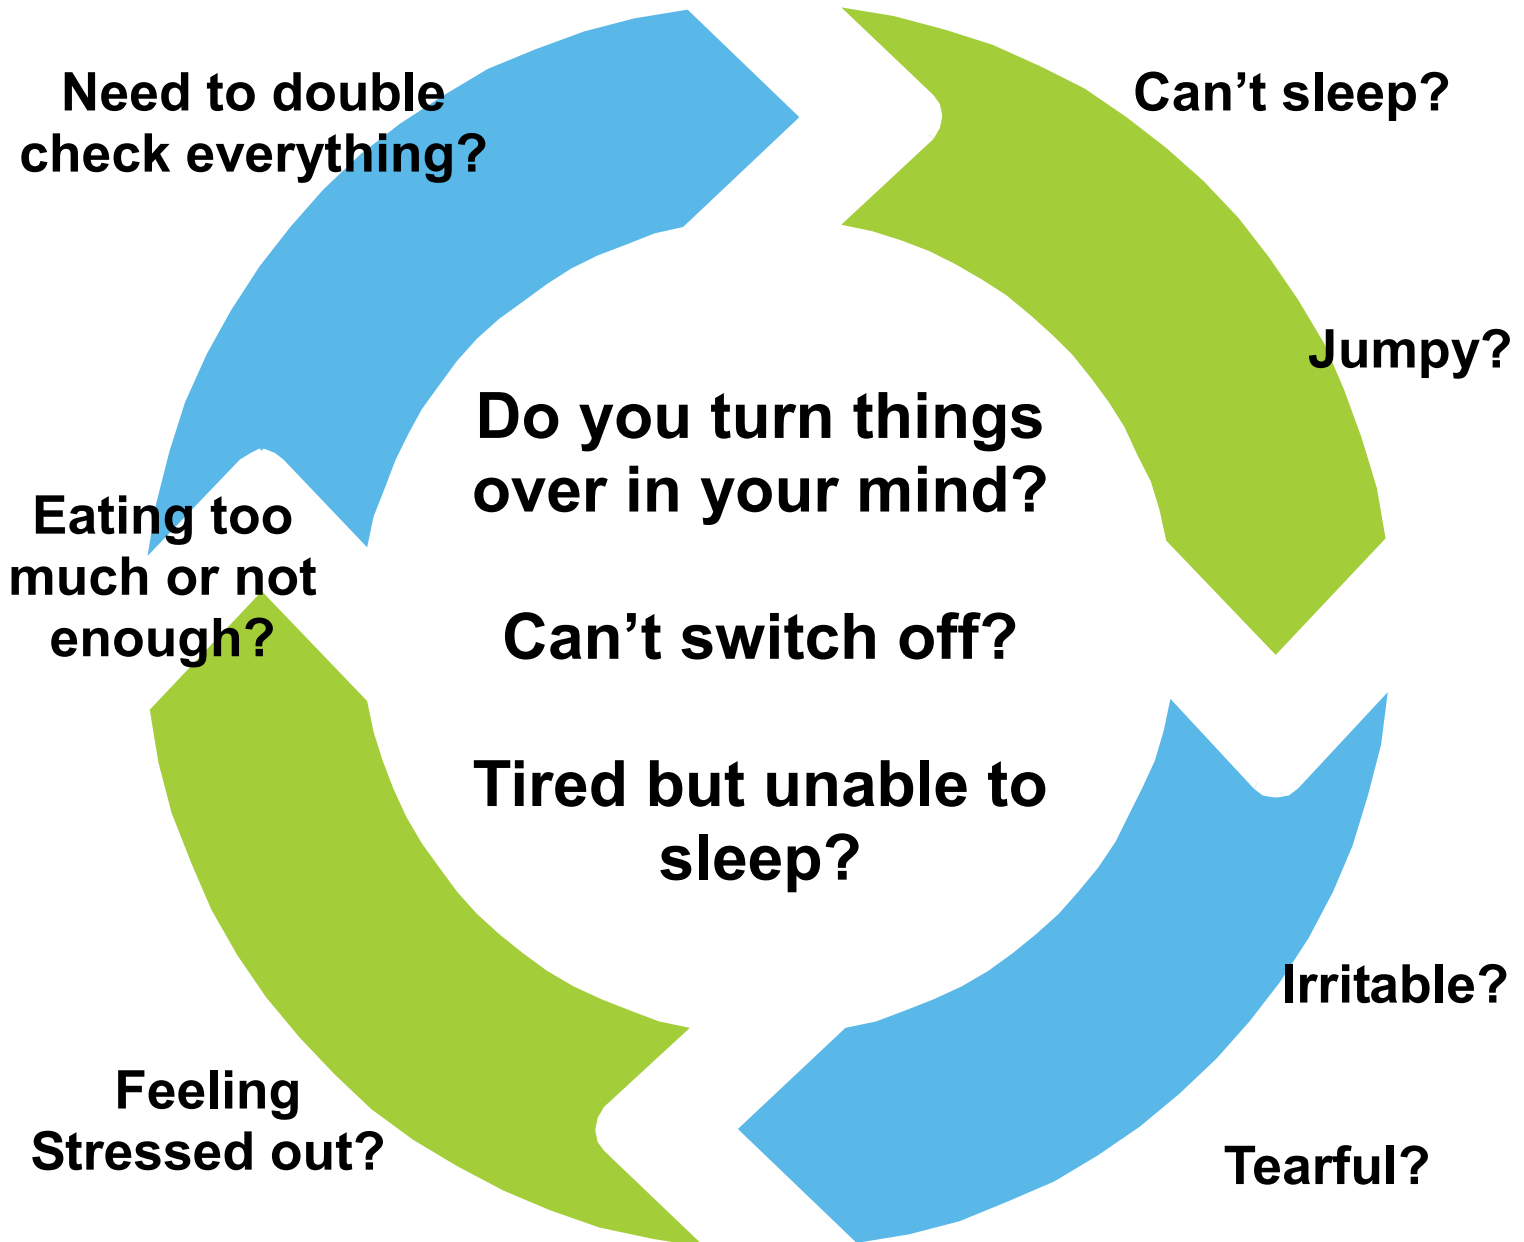 Need to double
check everything?
Can’t sleep?
Jumpy?
Do you turn things
over in your mind?
Can’t switch off?
Tired but unable to
sleep?
Eating too
much or not
enough?
Irritable?
Feeling
Stressed out?
Tearful?